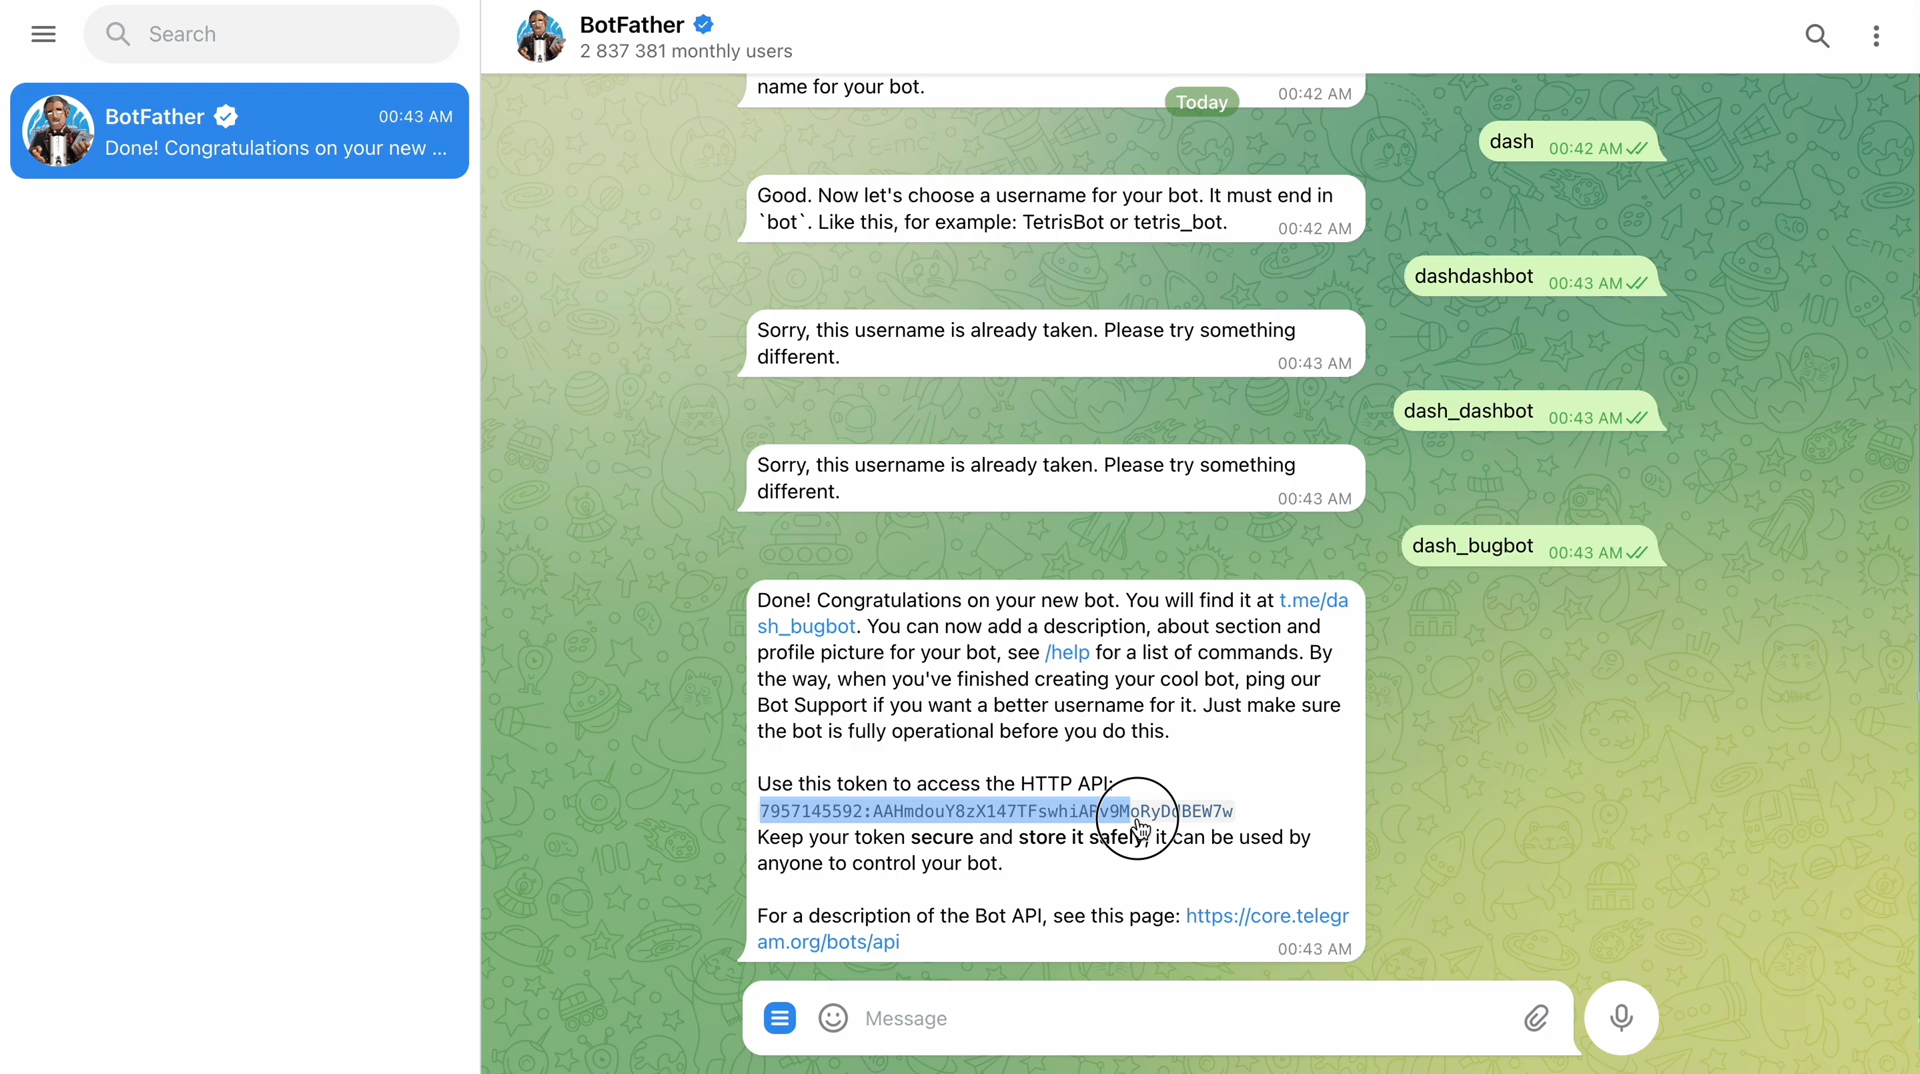 Search
BotFather
2 837 381 monthly users
BotFather
00:43 AM
Done! Congratulations on your new ...
name for your bot.
00:42 AM
Today
dash
00:42 AM
Good. Now let's choose a username for your bot. It must end in
`bot`. Like this, for example: TetrisBot or tetris_bot.
00:42 AM
dashdashbot
00:43 AM
Sorry, this username is already taken. Please try something
different.
00:43 AM
dash_dashbot
00:43 AM
Sorry, this username is already taken. Please try something
different.
00:43 AM
dash_bugbot
00:43 AM
Done! Congratulations on your new bot. You will find it at t.me/da
sh_bugbot. You can now add a description, about section and
profile picture for your bot, see /help for a list of commands. By
the way, when you've finished creating your cool bot, ping our
Bot Support if you want a better username for it. Just make sure
the bot is fully operational before you do this.
Use this token to access the HTTP API:
Keep your token secure and store it safely, it can be used by
anyone to control your bot.
For a description of the Bot API, see this page: https://core.telegr
am.org/bots/api
00:43 AM
Message